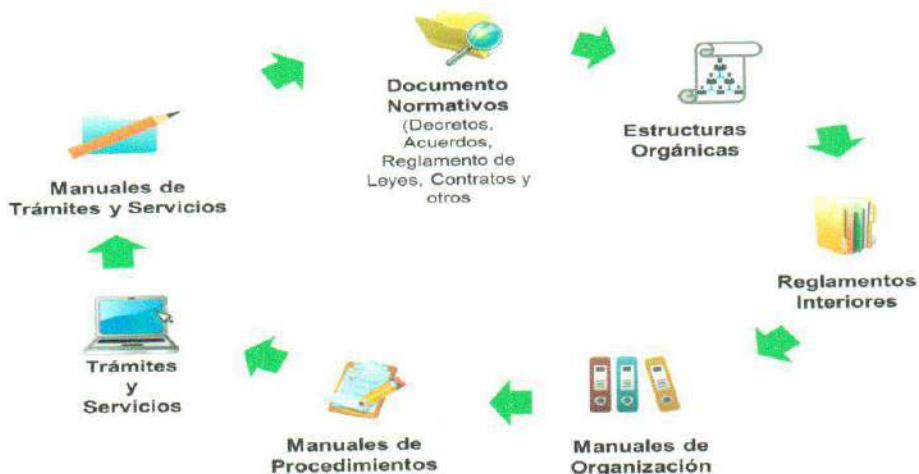 Documento
Normativos
(Decretos,
Acuerdos,
Reglamento de
Leyes, Contratos y
otros
Estructuras
Orgánicas
Reglamentos
Interiores
Manuales de
Organización
Manuales de
Procedimientos
Trámites
y
Servicios
Manuales de
Trámites y Servicios